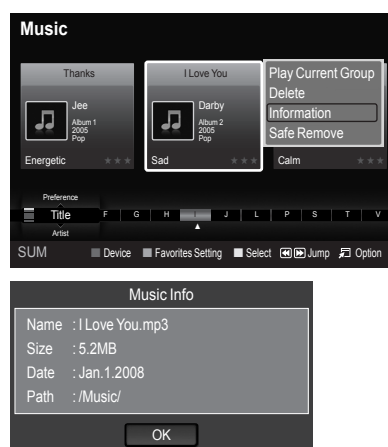 Music
Thanks
Jee
Album 1
2005
Pop
Energetic
I Love You
Darby
Album 2
2005
Pop
Sad
Play Current Group
Delete
Information
Safe Remove
Calm
Preference
Title F G H I J L P S T V
Artist
SUM Device Favorites Setting Select Jump Option
Music Info
Name : I Love You.mp3
Size : 5.2MB
Date : Jan.1.2008
Path : /Music/
OK